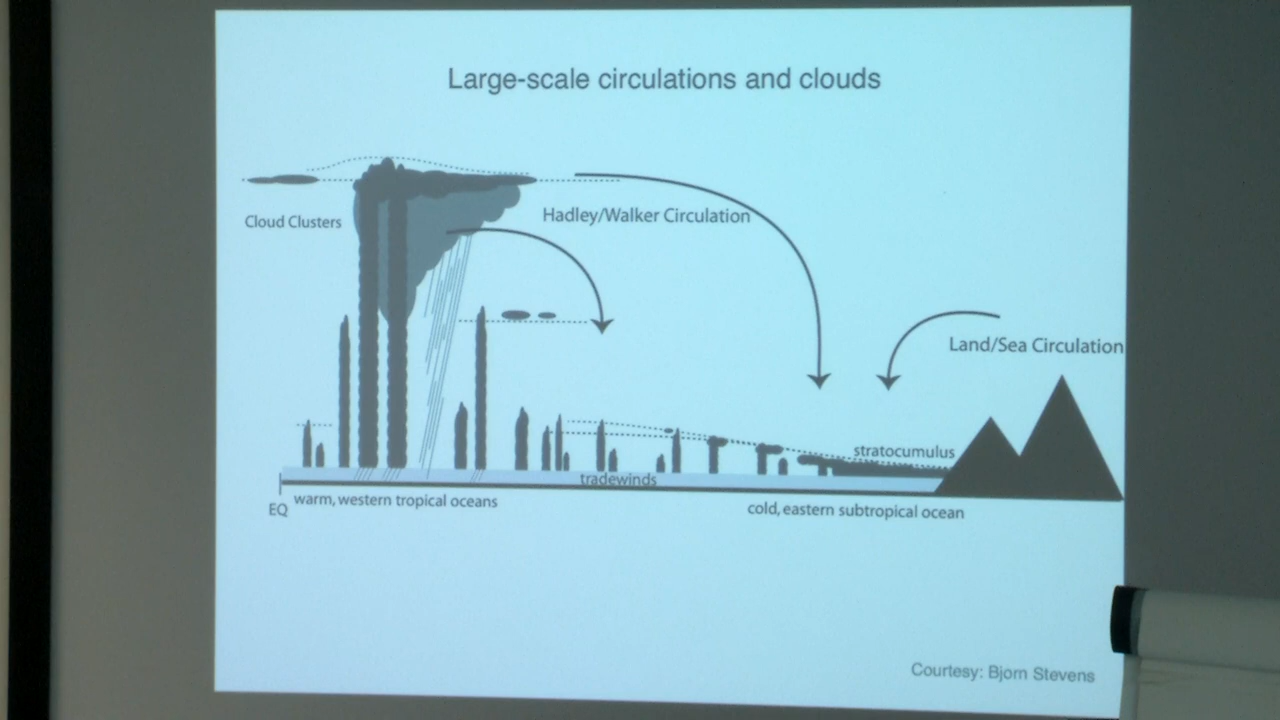 Large-scale circulations and clouds
Cloud Clusters
Hadley/Walker Circulation
Land/Sea Circulation
stratocumulus
tradewinds
EQ
warm, western tropical oceans
cold, eastern subtropical ocean
Courtesy: Bjorn Stevens